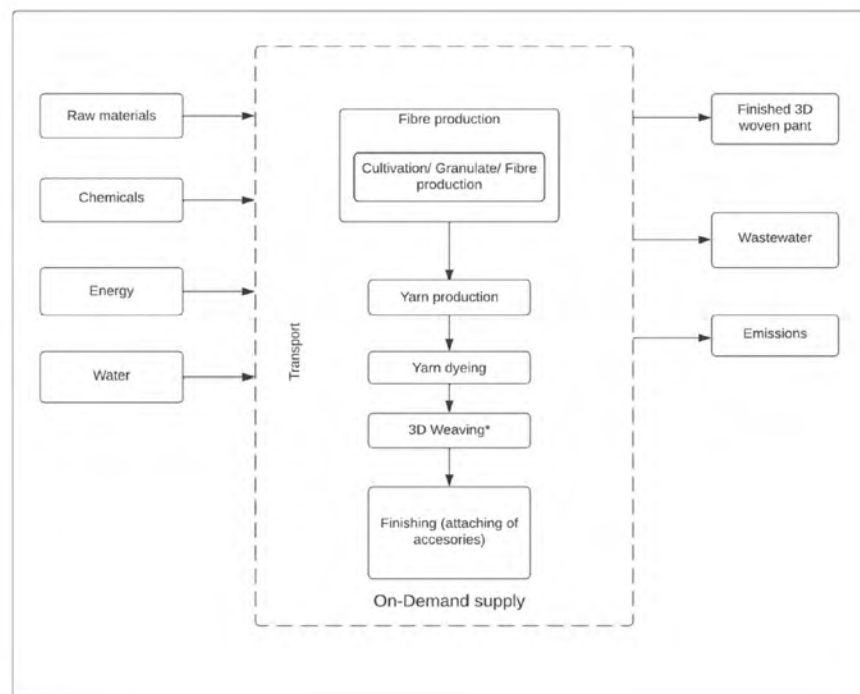 Raw materials
Chemicals
Energy
Water
Transport
Fibre production
Cultivation/ Granulate/ Fibre
production
Yarn production
Yarn dyeing
3D Weaving*
Finishing (attaching of
accesories)
On-Demand supply
Finished 3D
woven pant
Wastewater
Emissions